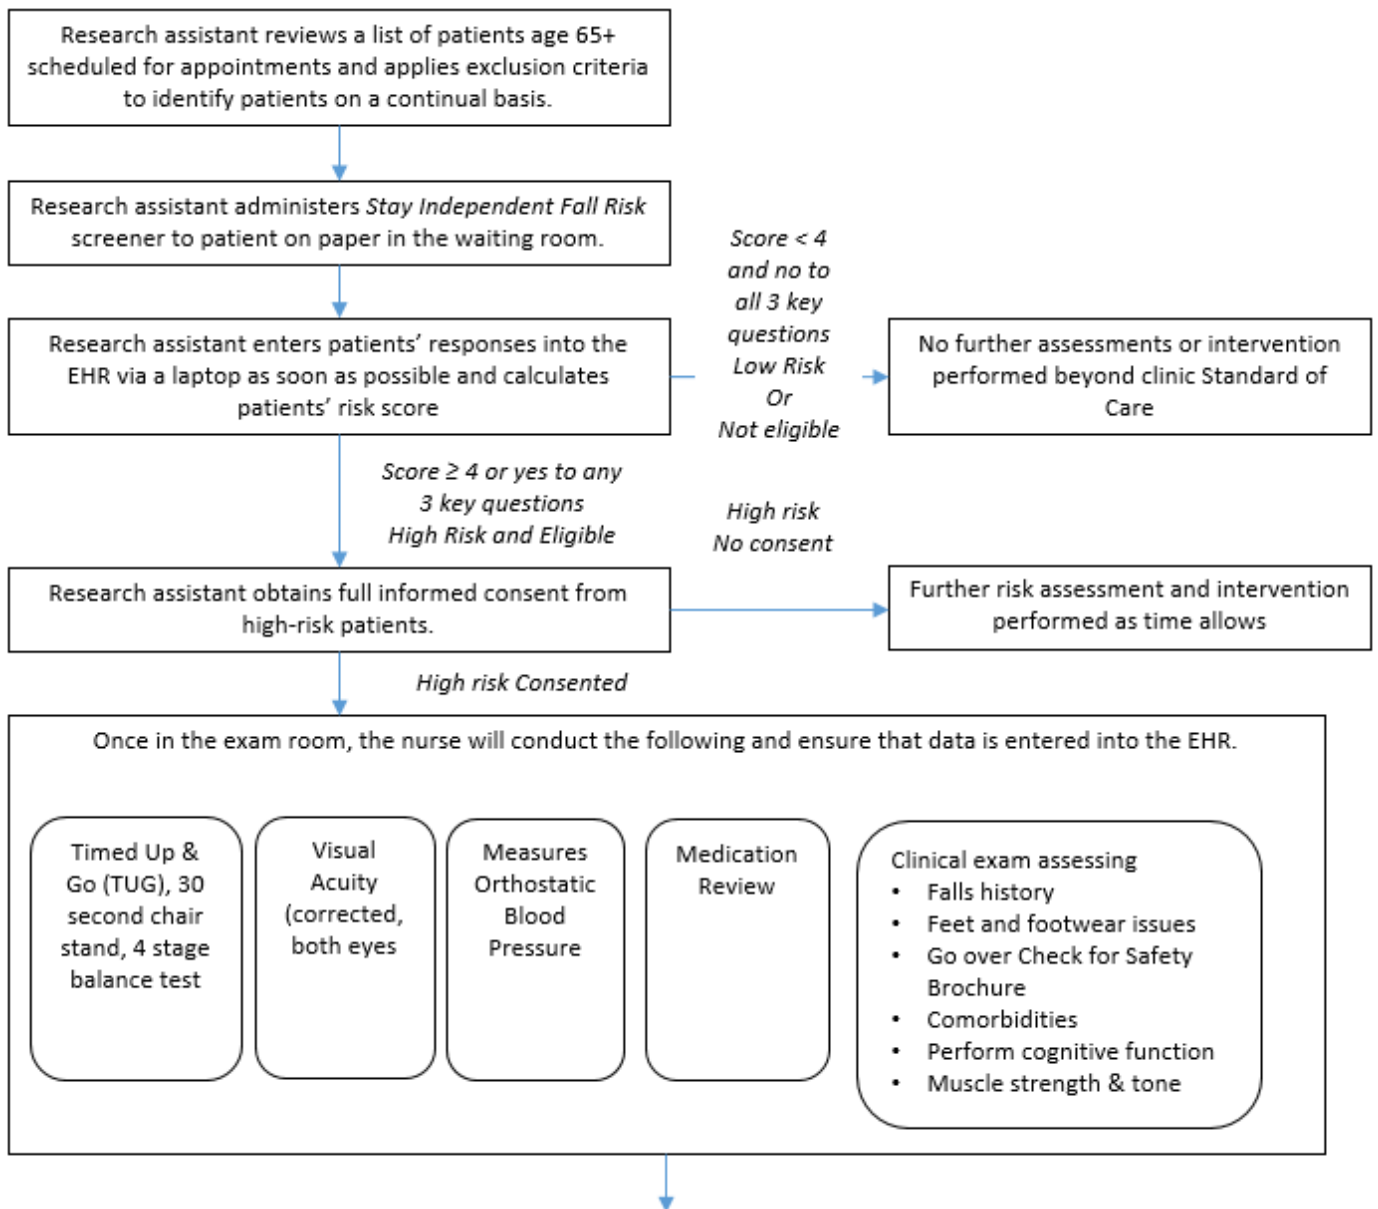 Research assistant reviews a list of patients age 65+
scheduled for appointments and applies exclusion criteria
to identify patients on a continual basis.
Research assistant administers Stay Independent Fall Risk
screener to patient on paper in the waiting room.
Score < 4
and no to
all 3 key
questions
Low Risk
Or
Not eligible
Research assistant enters patients’ responses into the
EHR via a laptop as soon as possible and calculates
patients’ risk score
No further assessments or intervention
performed beyond clinic Standard of
Care
Score ≥ 4 or yes to any
3 key questions
High Risk and Eligible
High risk
No consent
Research assistant obtains full informed consent from
high-risk patients.
Further risk assessment and intervention
performed as time allows
High risk Consented
Once in the exam room, the nurse will conduct the following and ensure that data is entered into the EHR.
Timed Up &
Go (TUG), 30
second chair
stand, 4 stage
balance test
Visual
Acuity
(corrected,
both eyes
Measures
Orthostatic
Blood
Pressure
Medication
Review
Clinical exam assessing
• Falls history
• Feet and footwear issues
• Go over Check for Safety
Brochure
• Comorbidities
• Perform cognitive function
• Muscle strength & tone